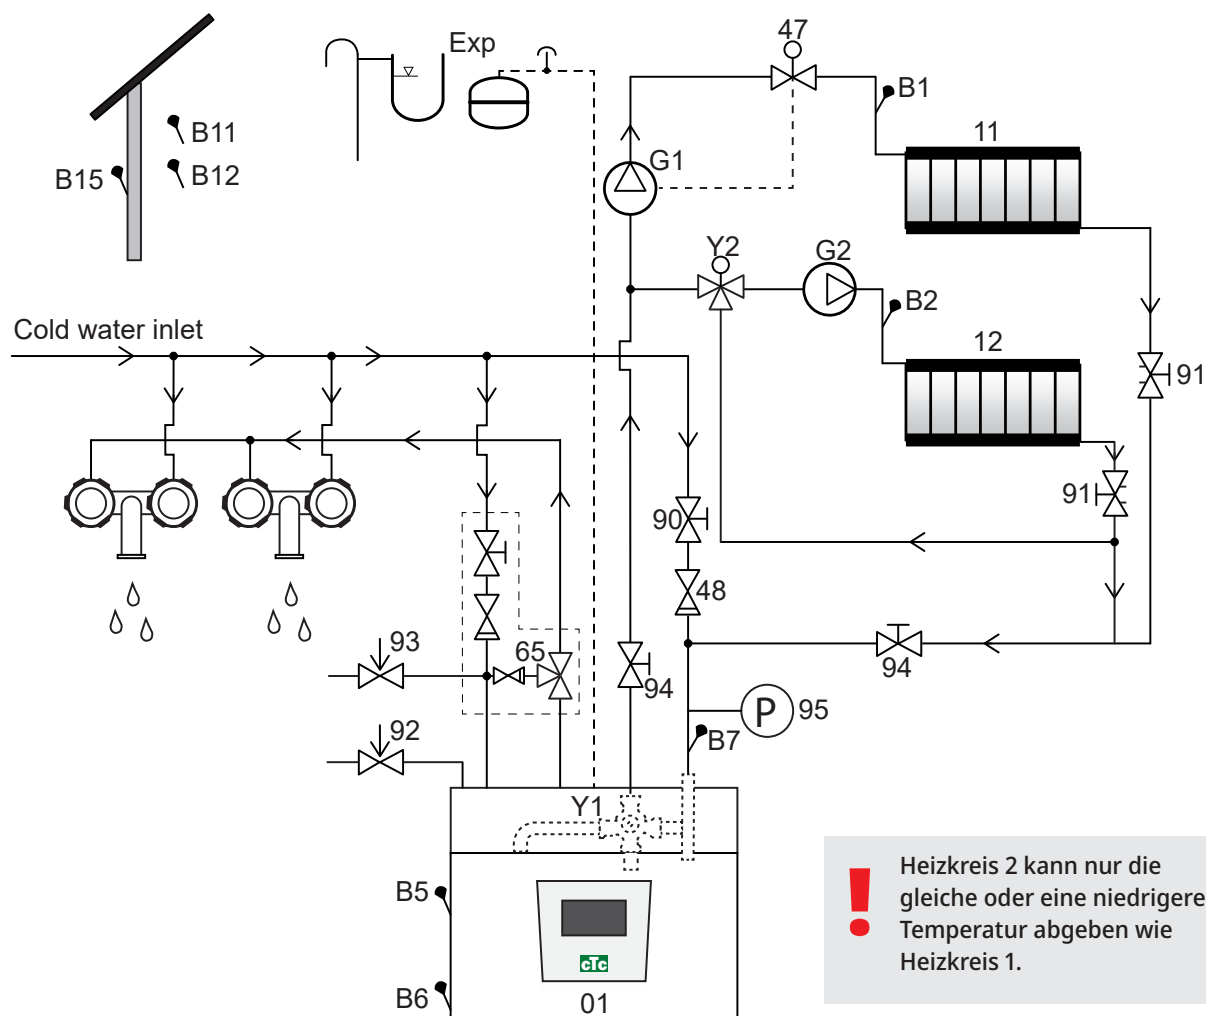 47
Exp
B1
B11
11
G1
B12
B15
Y2
G2
B2
Cold water inlet
12
91
91
90
48
93
65
94
94
P
95
92
B7
Y1
B5
!
Heizkreis 2 kann nur die
gleiche oder eine niedrigere
Temperatur abgeben wie
Heizkreis 1.
cTc
B6
01